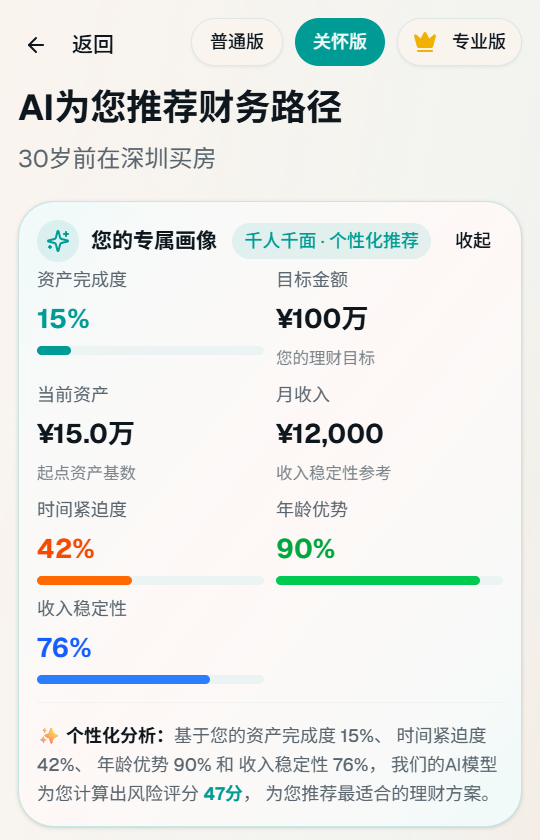 返回
普通版
关怀版
专业版
AI为您推荐财务路径
30岁前在深圳买房
您的专属画像
千人千面 · 个性化推荐
收起
资产完成度
15%
目标金额
¥100万
您的理财目标
当前资产
¥15.0万
起点资产基数
月收入
¥12,000
收入稳定性参考
时间紧迫度
42%
年龄优势
90%
收入稳定性
76%
✨ 个性化分析：基于您的资产完成度 15%、 时间紧迫度
42%、 年龄优势 90% 和 收入稳定性 76%， 我们的AI模型
为您计算出风险评分 47分， 为您推荐最适合的理财方案。